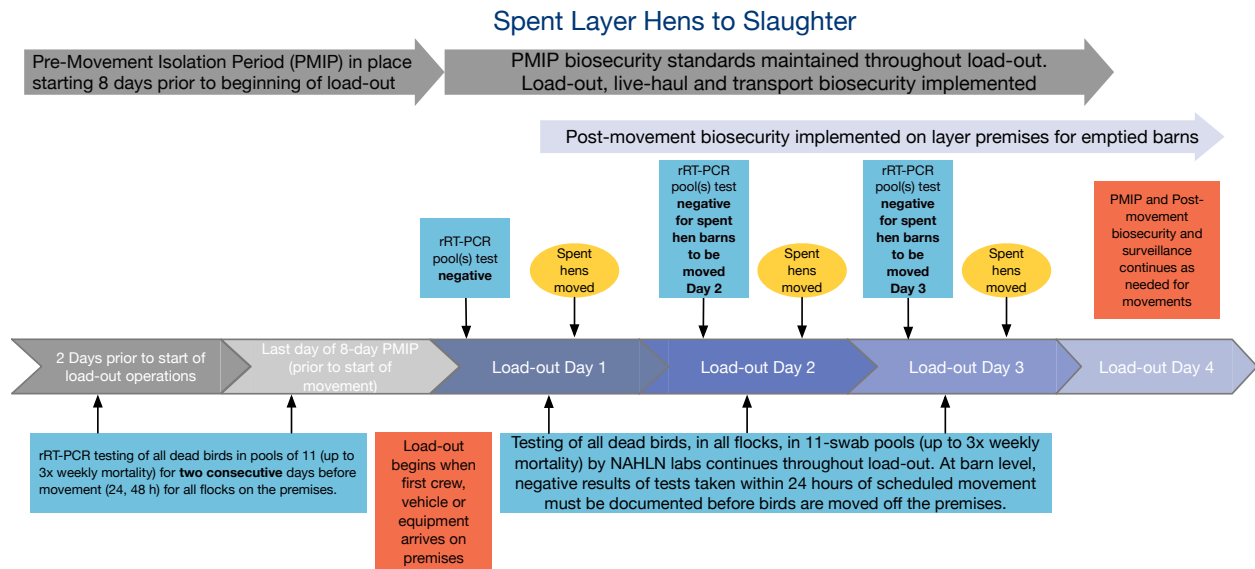 Spent Layer Hens to Slaughter
Pre-Movement Isolation Period (PMIP) in place
starting 8 days prior to beginning of load-out
PMIP biosecurity standards maintained throughout load-out.
Load-out, live-haul and transport biosecurity implemented
Post-movement biosecurity implemented on layer premises for emptied barns
rRT-PCR
pool(s) test
negative
Spent
hens
moved
rRT-PCR
pool(s) test
negative
for spent
hen barns
to be
moved
Day 2
Spent
hens
moved
rRT-PCR
pool(s) test
negative
for spent
hen barns
to be
moved
Day 3
Spent
hens
moved
PMIP and Post-
movement
biosecurity and
surveillance
continues as
needed for
movements
2 Days prior to start of
load-out operations
Last day of 8-day PMIP
(prior to start of
movement)
Load-out Day 1
Load-out Day 2
Load-out Day 3
Load-out Day 4
rRT-PCR testing of all dead birds in pools of 11 (up to
3x weekly mortality) for two consecutive days before
movement (24, 48 h) for all flocks on the premises.
Load-out
begins when
first crew,
vehicle or
equipment
arrives on
premises
Testing of all dead birds, in all flocks, in 11-swab pools (up to 3x weekly
mortality) by NAHLN labs continues throughout load-out. At barn level,
negative results of tests taken within 24 hours of scheduled movement
must be documented before birds are moved off the premises.